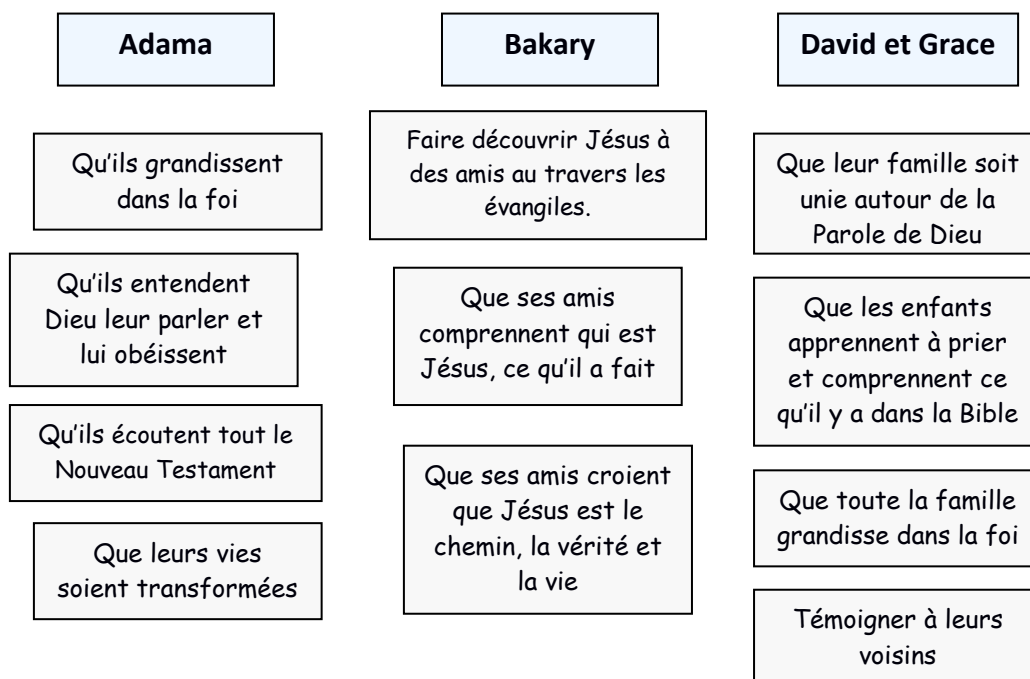 Adama
Qu'ils grandissent
dans la foi
Qu'ils entendent
Dieu leur parler et
lui obéissent
Qu'ils écoutent tout le
Nouveau Testament
Que leurs vies
soient transformées
Bakary
Faire découvrir Jésus à
des amis au travers les
évangiles.
Que ses amis
comprennent qui est
Jésus, ce qu'il a fait
Que ses amis croient
que Jésus est le
chemin, la vérité et
la vie
David et Grace
Que leur famille soit
unie autour de la
Parole de Dieu
Que les enfants
apprennent à prier
et comprennent ce
qu'il y a dans la Bible
Que toute la famille
grandisse dans la foi
Témoigner à leurs
voisins